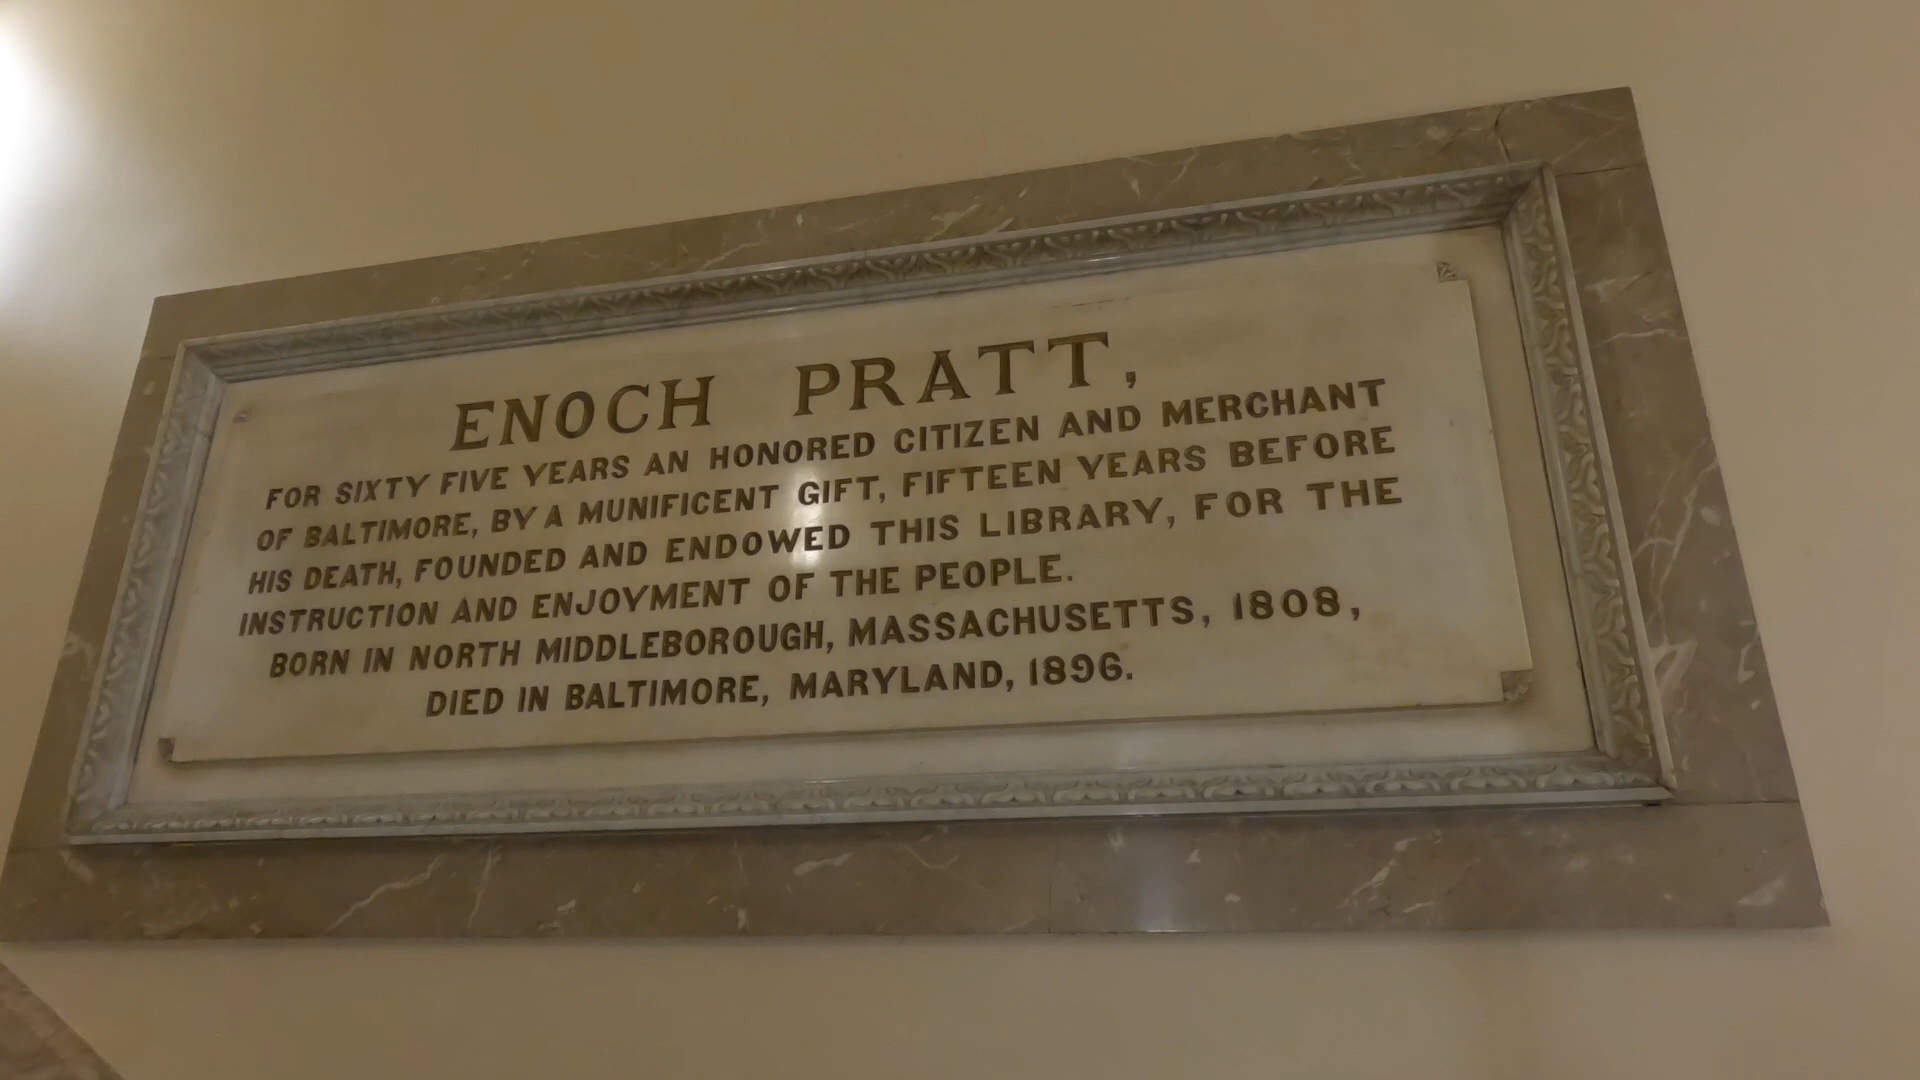 ENOCH PRATT,
FOR SIXTY FIVE YEARS AN HONORED CITIZEN AND MERCHANT
OF BALTIMORE, BY A MUNIFICENT GIFT, FIFTEEN YEARS BEFORE
HIS DEATH, FOUNDED AND ENDOWED THIS LIBRARY, FOR THE
INSTRUCTION AND ENJOYMENT OF THE PEOPLE.
BORN IN NORTH MIDDLEBOROUGH, MASSACHUSETTS, 1808,
DIED IN BALTIMORE, MARYLAND, 1896.